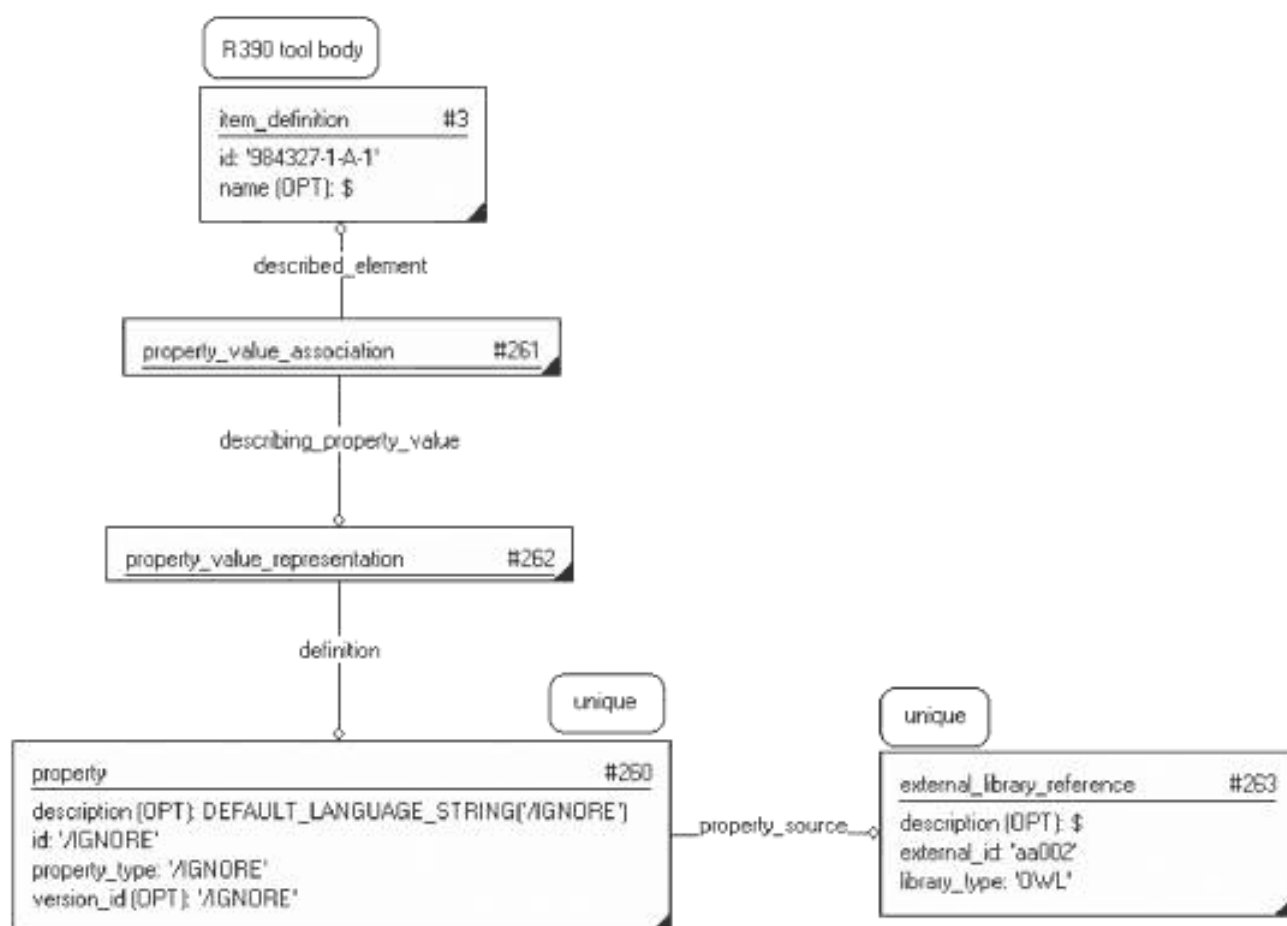 R390 tool body
item_definition #3
id: '984327-1-A-1'
name (OPT): $
described_element
property_value_association #261
describing_property_value
property_value_representation #262
definition
unique
unique
property #260
description (OPT): DEFAULT_LANGUAGE_STRING('/IGNORE')
id: '/IGNORE'
property_type: '/IGNORE'
version_id (OPT): '/IGNORE'
property_source
external_library_reference #263
description (OPT): $
external_id: 'aa002'
library_type: 'OWL'